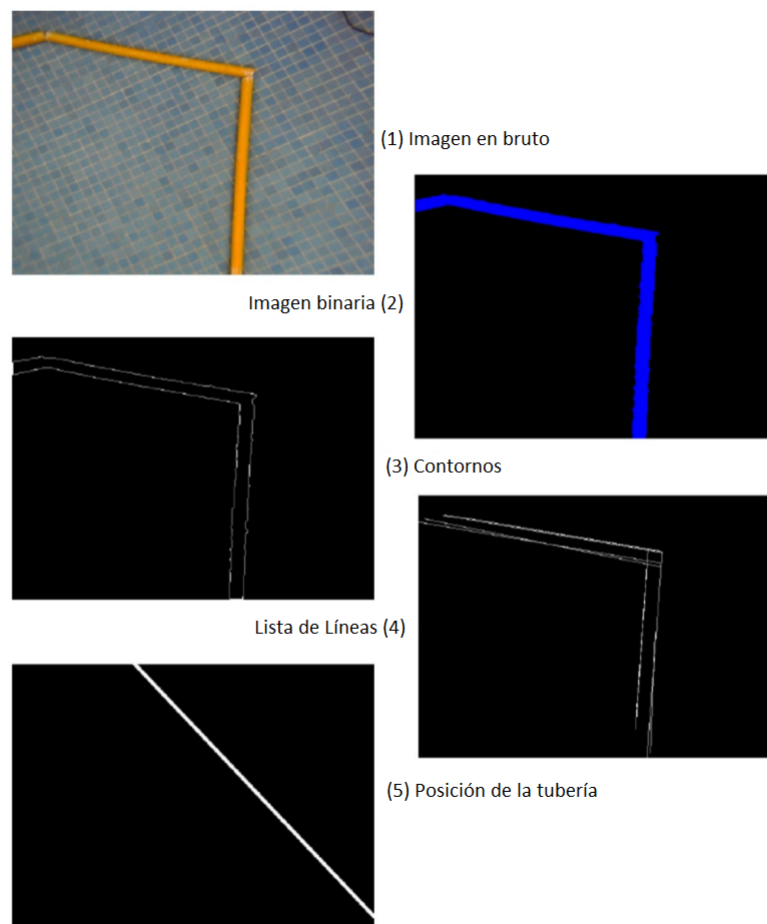 (1) Imagen en bruto
Imagen binaria (2)
(3) Contornos
Lista de Líneas (4)
(5) Posición de la tubería